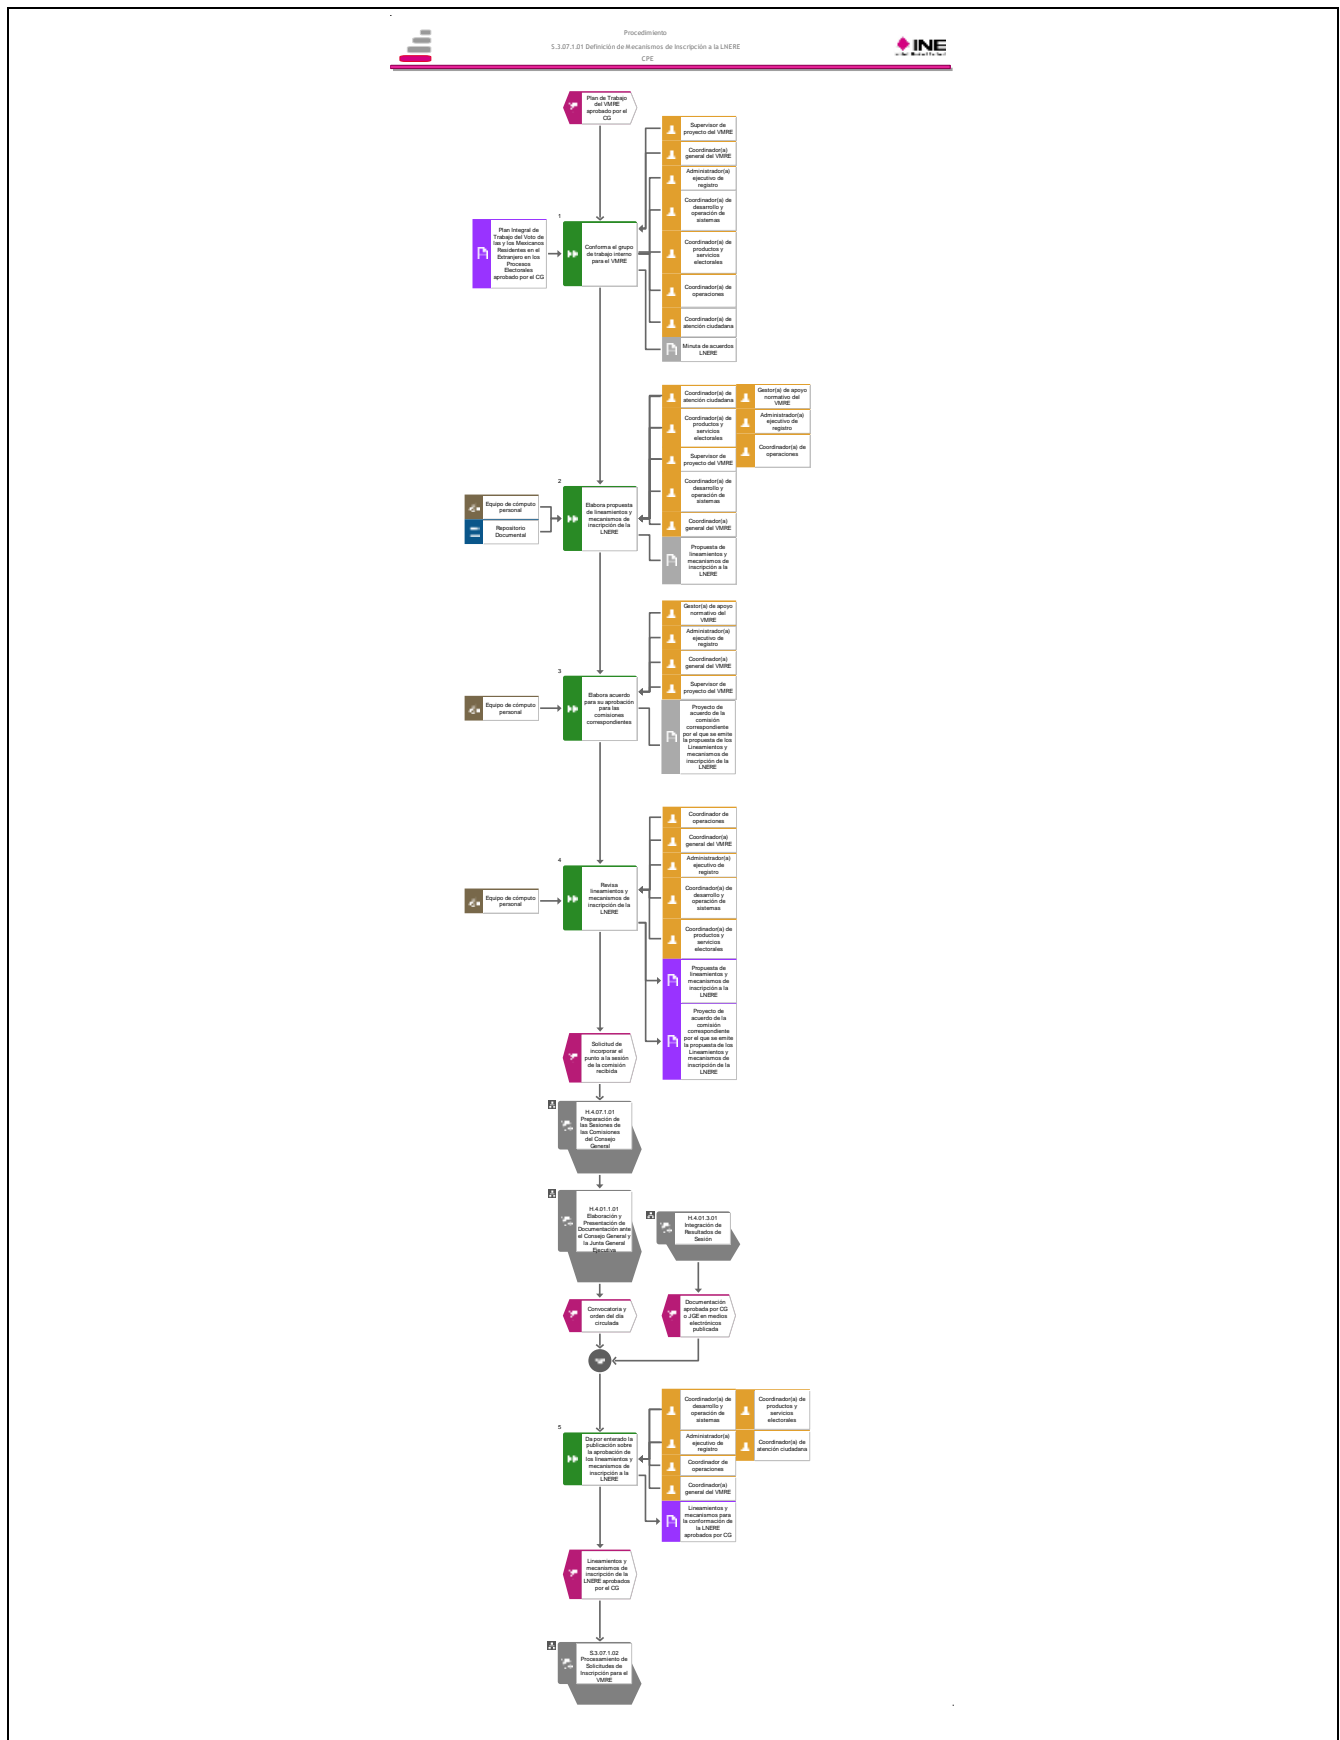 Procedimiento
S.3.07.1.01 Definición de Mecanismos de Inscripción a la LNERE
CPE
INE
Plan de Trabajo
del VMRE
aprobado por el
CG
Supervisor de
proyecto del VMRE
Coordinador(a)
general del VMRE
Administrador(a)
ejecutivo de
registro
Coordinador(a) de
desarrollo y
operación de
sistemas
Coordinador(a) de
productos y
servicios
electorales
Coordinador(a) de
operaciones
Coordinador(a) de
atención ciudadana
Minuta de acuerdos
LNERE
1
Conforma el grupo
de trabajo interno
para el VMRE
Plan Integral de
Trabajo del Voto de
las y los Mexicanos
Residentes en el
Extranjero en los
Procesos
Electorales
aprobado por el CG
Coordinador(a) de
atención ciudadana
Coordinador(a) de
productos y
servicios
electorales
Supervisor de
proyecto del VMRE
Coordinador(a) de
desarrollo y
operación de
sistemas
Coordinador(a)
general del VMRE
Propuesta de
lineamientos y
mecanismos de
inscripción a la
LNERE
Gestor(a) de apoyo
normativo del
VMRE
Administrador(a)
ejecutivo de
registro
Coordinador(a) de
operaciones
2
Elabora propuesta
de lineamientos y
mecanismos de
inscripción de la
LNERE
Equipo de cómputo
personal
Repositorio
Documental
Gestor(a) de apoyo
normativo del
VMRE
Administrador(a)
ejecutivo de
registro
Coordinador(a)
general del VMRE
Supervisor de
proyecto del VMRE
Proyecto de
acuerdo de la
comisión
correspondiente
por el que se emite
la propuesta de los
Lineamientos y
mecanismos de
inscripción de la
LNERE
3
Elabora acuerdo
para su aprobación
para las
comisiones
correspondientes
Equipo de cómputo
personal
Coordinador de
operaciones
Coordinador(a)
general del VMRE
Administrador(a)
ejecutivo de
registro
Coordinador(a) de
desarrollo y
operación de
sistemas
Coordinador(a) de
productos y
servicios
electorales
Propuesta de
lineamientos y
mecanismos de
inscripción a la
LNERE
Proyecto de
acuerdo de la
comisión
correspondiente
por el que se emite
la propuesta de los
Lineamientos y
mecanismos de
inscripción de la
LNERE
4
Revisa
lineamientos y
mecanismos de
inscripción de la
LNERE
Equipo de cómputo
personal
Solicitud de
incorporar el
punto a la sesión
de la comisión
recibida
H.4.07.1.01
Preparación de
las Sesiones de
las Comisiones
del Consejo
General
H.4.01.1.01
Elaboración y
Presentación de
Documentación ante
el Consejo General y
la Junta General
Ejecutiva
H.4.01.3.01
Integración de
Resultados de
Sesión
Convocatoria y
orden del día
circulada
Documentación
aprobada por CG
o JGE en medios
electrónicos
publicada
Coordinador(a) de
desarrollo y
operación de
sistemas
Administrador(a)
ejecutivo de
registro
Coordinador de
operaciones
Coordinador(a)
general del VMRE
Lineamientos y
mecanismos para
la conformación de
la LNERE
aprobados por CG
Coordinador(a) de
productos y
servicios
electorales
Coordinador(a) de
atención ciudadana
5
Da por enterado la
publicación sobre
la aprobación de
los lineamientos y
mecanismos de
inscripción a la
LNERE
Lineamientos y
mecanismos de
inscripción de la
LNERE aprobados
por el CG
S.3.07.1.02
Procesamiento de
Solicitudes de
Inscripción para el
VMRE